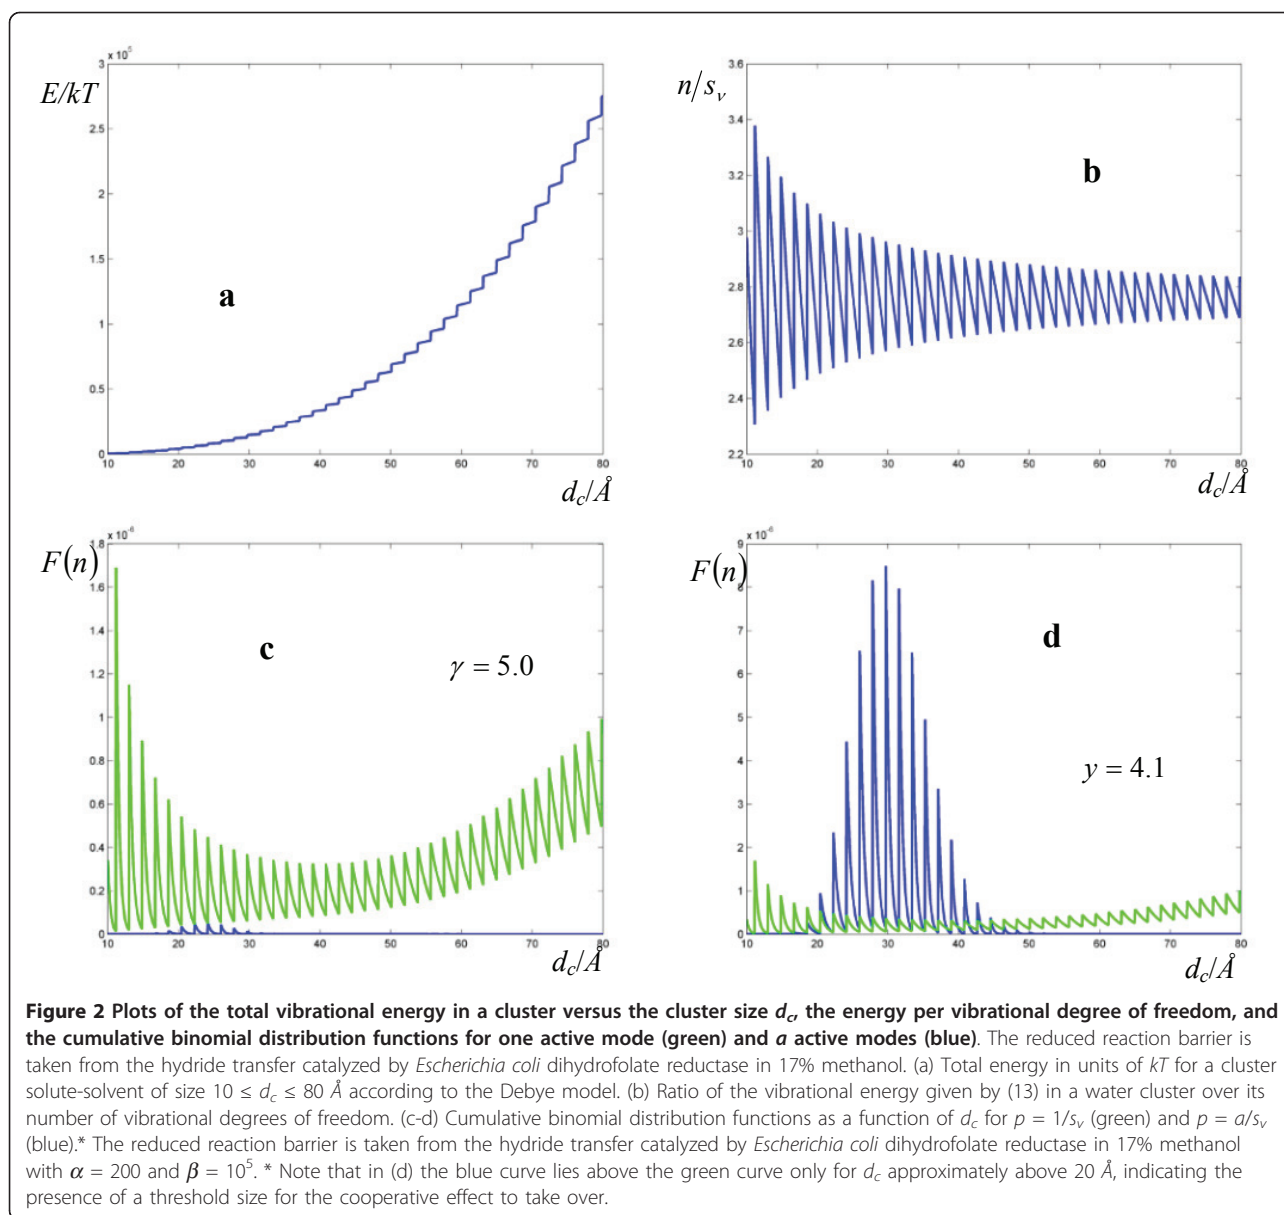 x 10⁵
3
2.5
2
1.5
1
0.5
0
10 20 30 40 50 60 70 80
E/kT
a
d_c/Å
3.6
3.4
3.2
3
2.8
2.6
2.4
2.2
10 20 30 40 50 60 70 80
n/s_ν
b
d_c/Å
x 10⁻⁶
1.8
1.6
1.4
1.2
1
0.8
0.6
0.4
0.2
0
10 20 30 40 50 60 70 80
F(n)
c
γ = 5.0
d_c/Å
x 10⁻⁶
9
8
7
6
5
4
3
2
1
0
10 20 30 40 50 60 70 80
F(n)
d
y = 4.1
d_c/Å
Figure 2 Plots of the total vibrational energy in a cluster versus the cluster size d_c, the energy per vibrational degree of freedom, and
the cumulative binomial distribution functions for one active mode (green) and a active modes (blue). The reduced reaction barrier is
taken from the hydride transfer catalyzed by Escherichia coli dihydrofolate reductase in 17% methanol. (a) Total energy in units of kT for a cluster
solute-solvent of size 10 ≤ d_c ≤ 80 Å according to the Debye model. (b) Ratio of the vibrational energy given by (13) in a water cluster over its
number of vibrational degrees of freedom. (c-d) Cumulative binomial distribution functions as a function of d_c for p = 1/s_v (green) and p = a/s_v
(blue).* The reduced reaction barrier is taken from the hydride transfer catalyzed by Escherichia coli dihydrofolate reductase in 17% methanol
with α = 200 and β = 10⁵. * Note that in (d) the blue curve lies above the green curve only for d_c approximately above 20 Å, indicating the
presence of a threshold size for the cooperative effect to take over.